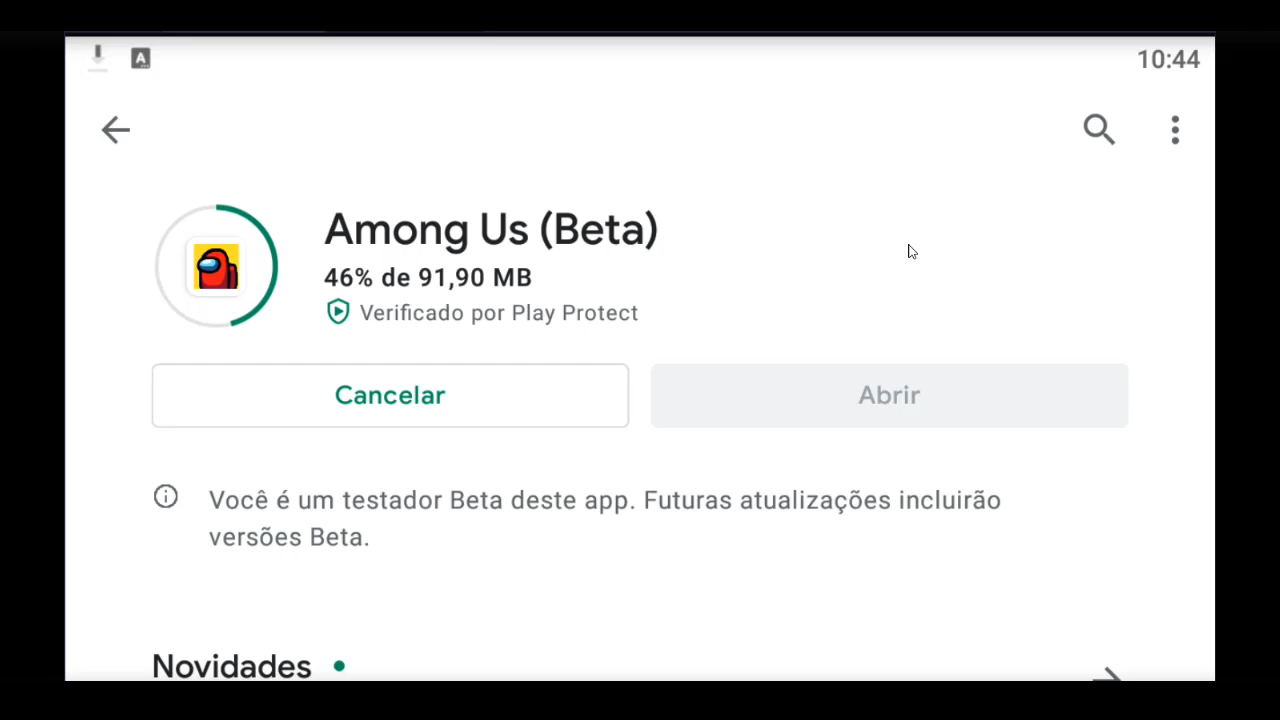 10:44
Among Us (Beta)
46% de 91,90 MB
Verificado por Play Protect
Cancelar
Abrir
Você é um testador Beta deste app. Futuras atualizações incluirão
versões Beta.
Novidades